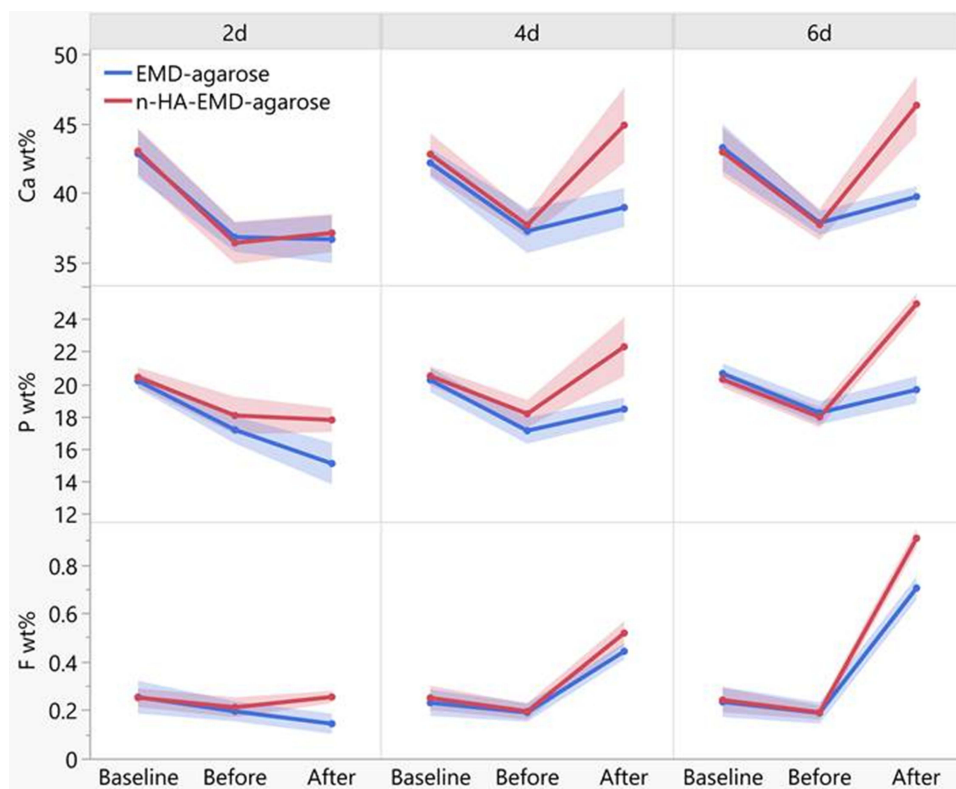 2d 4d 6d
EMD-agarose
n-HA-EMD-agarose
Ca wt%
50
45
40
35
P wt%
24
22
20
18
16
14
12
F wt%
0.8
0.6
0.4
0.2
0
Baseline Before After Baseline Before After Baseline Before After